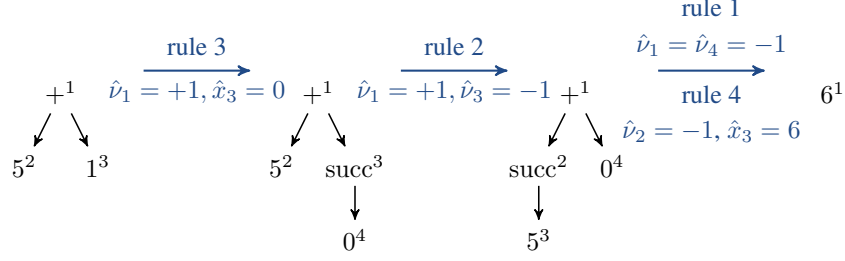 rule 1
rule 3 rule 2 ν̂₁ = ν̂₄ = −1
+¹ ν̂₁ = +1, x̂₃ = 0 +¹ ν̂₁ = +1, ν̂₃ = −1 +¹ rule 4 6¹
ν̂₂ = −1, x̂₃ = 6
5² 1³ 5² succ³ succ² 0⁴
0⁴ 5³